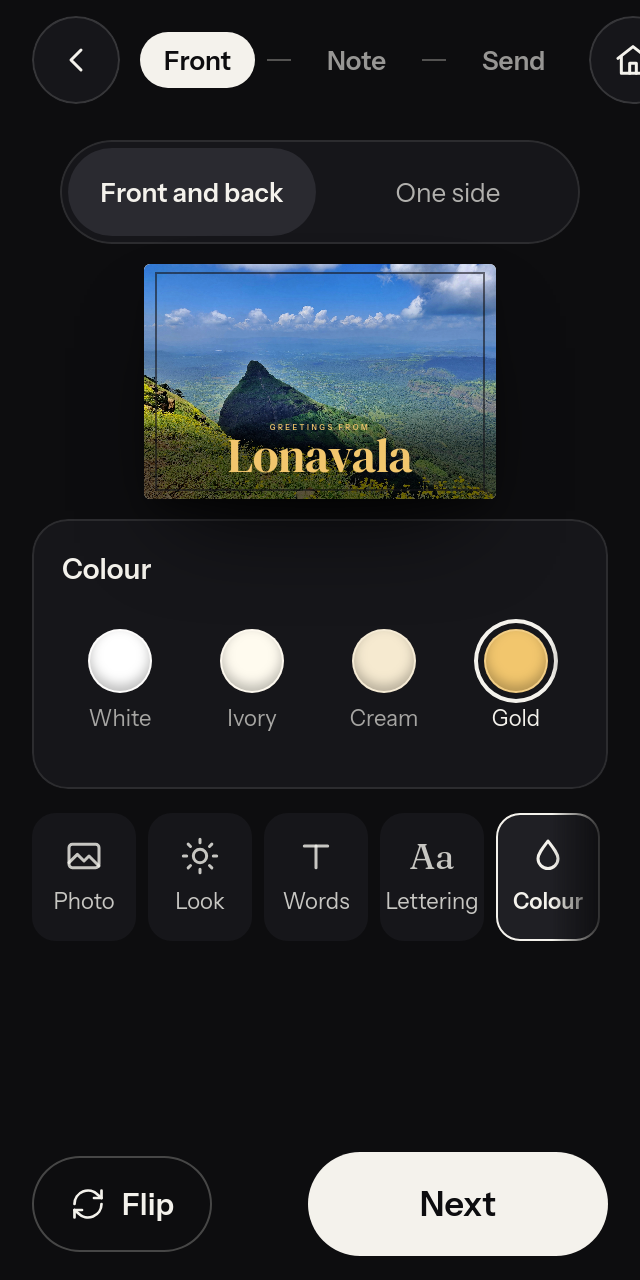 Front
Note
Send
Front and back
One side
GREETINGS FROM
Lonavala
Colour
White
Ivory
Cream
Gold
Photo
Look
Words
Aa
Lettering
Colour
Flip
Next